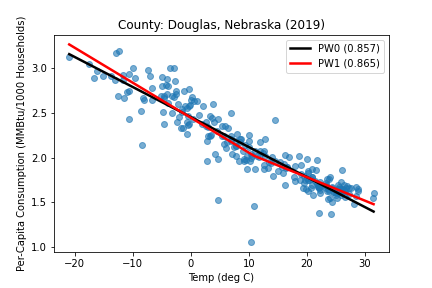 County: Douglas, Nebraska (2019)
PW0 (0.857)
PW1 (0.865)
Per-Capita Consumption (MMBtu/1000 Households)
3.0
2.5
2.0
1.5
1.0
−20
−10
0
10
20
30
Temp (deg C)